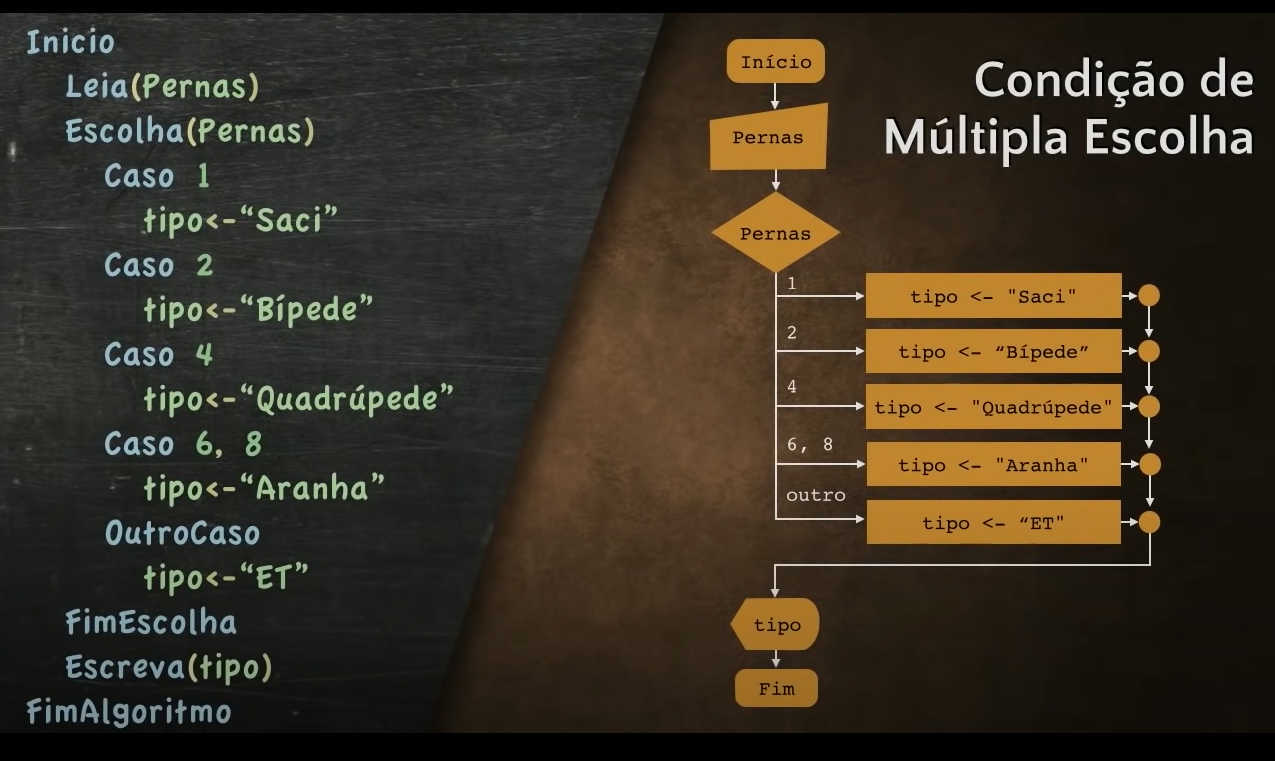 Inicio
Leia(Pernas)
Escolha(Pernas)
Caso 1
tipo<-“Saci”
Caso 2
tipo<-“Bípede”
Caso 4
tipo<-“Quadrúpede”
Caso 6, 8
tipo<-“Aranha”
OutroCaso
tipo<-“ET”
FimEscolha
Escreva(tipo)
FimAlgoritmo
Condição de
Múltipla Escolha
Início
Pernas
Pernas
1
tipo <- "Saci"
2
tipo <- “Bípede”
4
tipo <- "Quadrúpede"
6, 8
tipo <- "Aranha"
outro
tipo <- “ET"
tipo
Fim